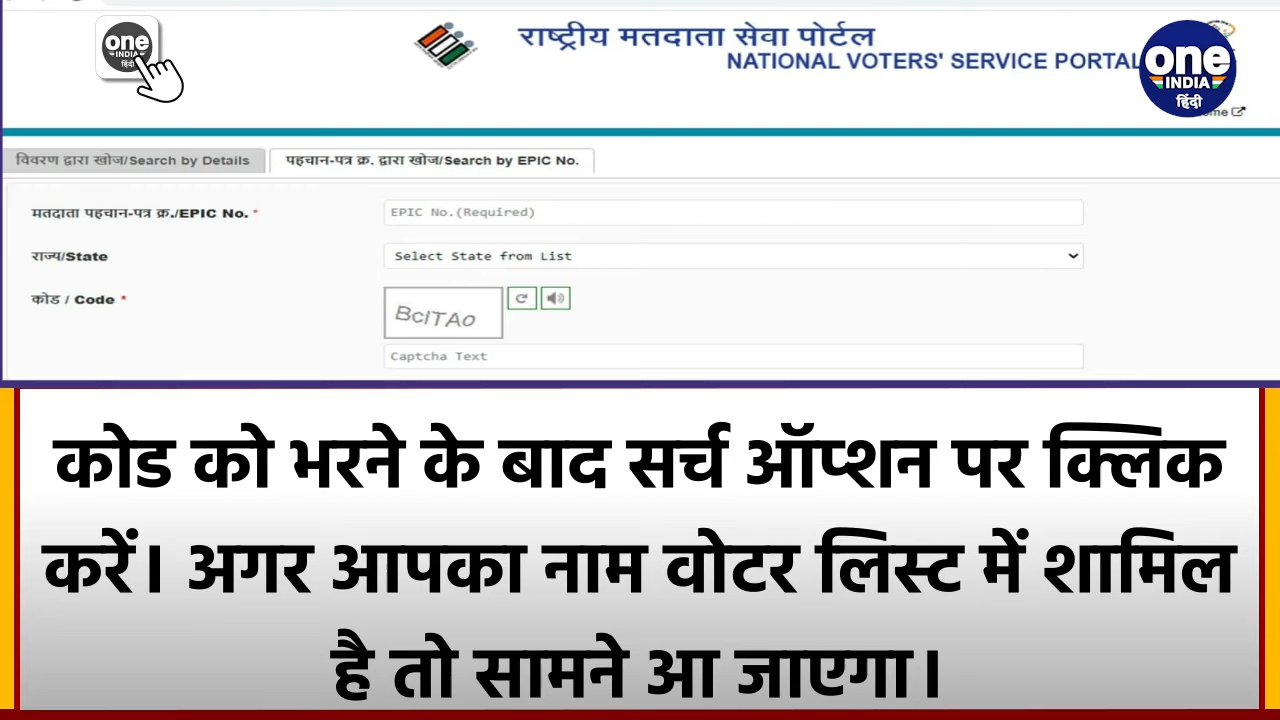 one
INDIA
हिंदी
राष्ट्रीय मतदाता सेवा पोर्टल
NATIONAL VOTERS' SERVICE PORTAL
one
INDIA
हिंदी
विवरण द्वारा खोज/Search by Details
पहचान-पत्र क्र. द्वारा खोज/Search by EPIC No.
मतदाता पहचान-पत्र क्र./EPIC No. *
EPIC No.(Required)
राज्य/State
Select State from List
कोड / Code *
BcITAo
Captcha Text
कोड को भरने के बाद सर्च ऑप्शन पर क्लिक
करें। अगर आपका नाम वोटर लिस्ट में शामिल
है तो सामने आ जाएगा।